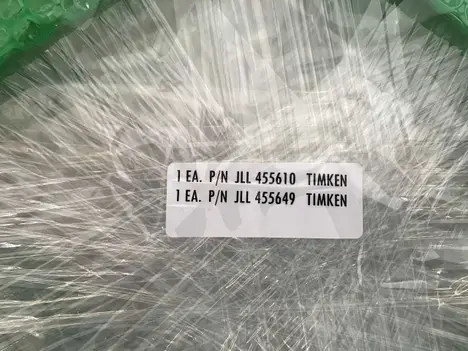 1 EA. P/N JLL 455610 TIMKEN
1 EA. P/N JLL 455649 TIMKEN